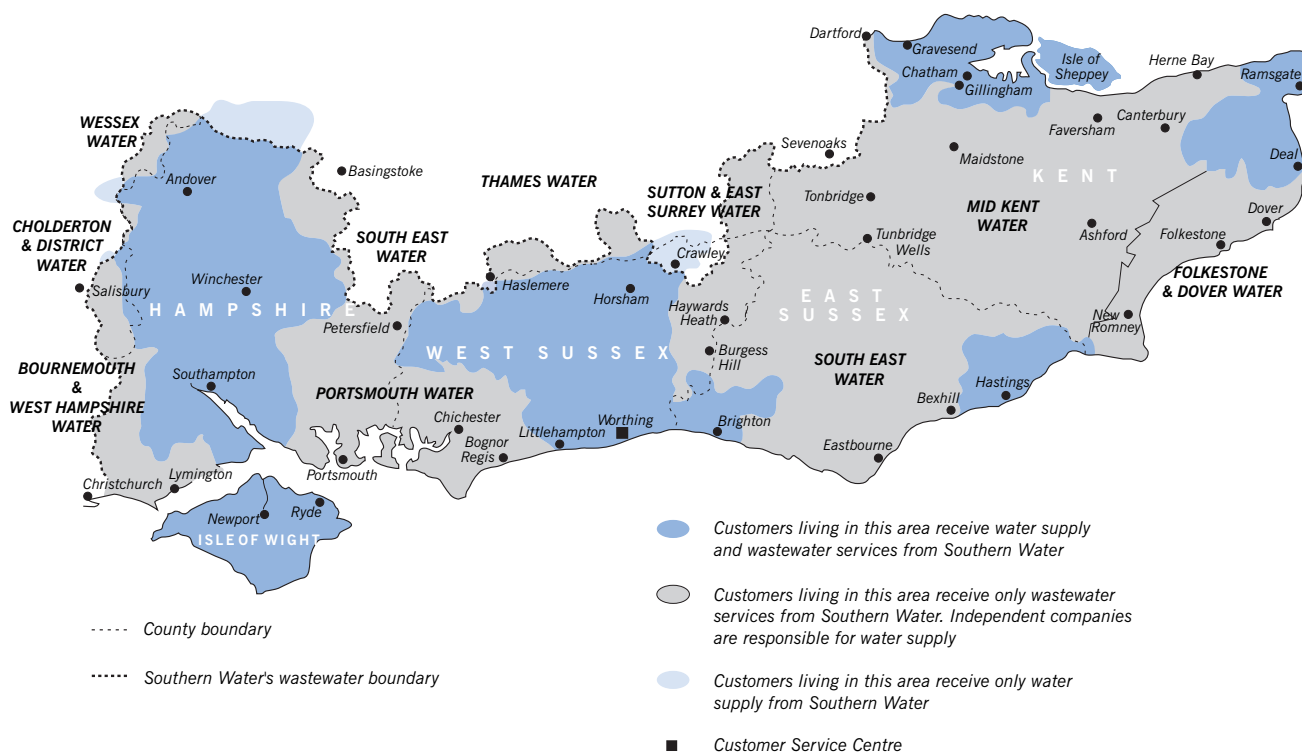 Dartford
Gravesend
Chatham
Gillingham
Isle of
Sheppey
Herne Bay
Ramsgate
WESSEX
WATER
Faversham
Canterbury
Sevenoaks
Maidstone
Deal
Andover
Basingstoke
THAMES WATER
SUTTON & EAST
SURREY WATER
KENT
Tonbridge
MID KENT
WATER
Dover
CHOLDERTON
& DISTRICT
WATER
SOUTH EAST
WATER
Tunbridge
Wells
Ashford
Folkestone
Crawley
FOLKESTONE
& DOVER WATER
Salisbury
Winchester
Haslemere
Horsham
HAMPSHIRE
EAST
SUSSEX
Haywards
Heath
New
Romney
Petersfield
WEST SUSSEX
Burgess
Hill
SOUTH EAST
WATER
BOURNEMOUTH
&
WEST HAMPSHIRE
WATER
Southampton
PORTSMOUTH WATER
Hastings
Bexhill
Chichester
Worthing
Brighton
Littlehampton
Bognor
Regis
Eastbourne
Lymington
Portsmouth
Christchurch
Newport
Ryde
ISLE OF WIGHT
Customers living in this area receive water supply
and wastewater services from Southern Water
Customers living in this area receive only wastewater
services from Southern Water. Independent companies
are responsible for water supply
County boundary
Southern Water's wastewater boundary
Customers living in this area receive only water
supply from Southern Water
Customer Service Centre